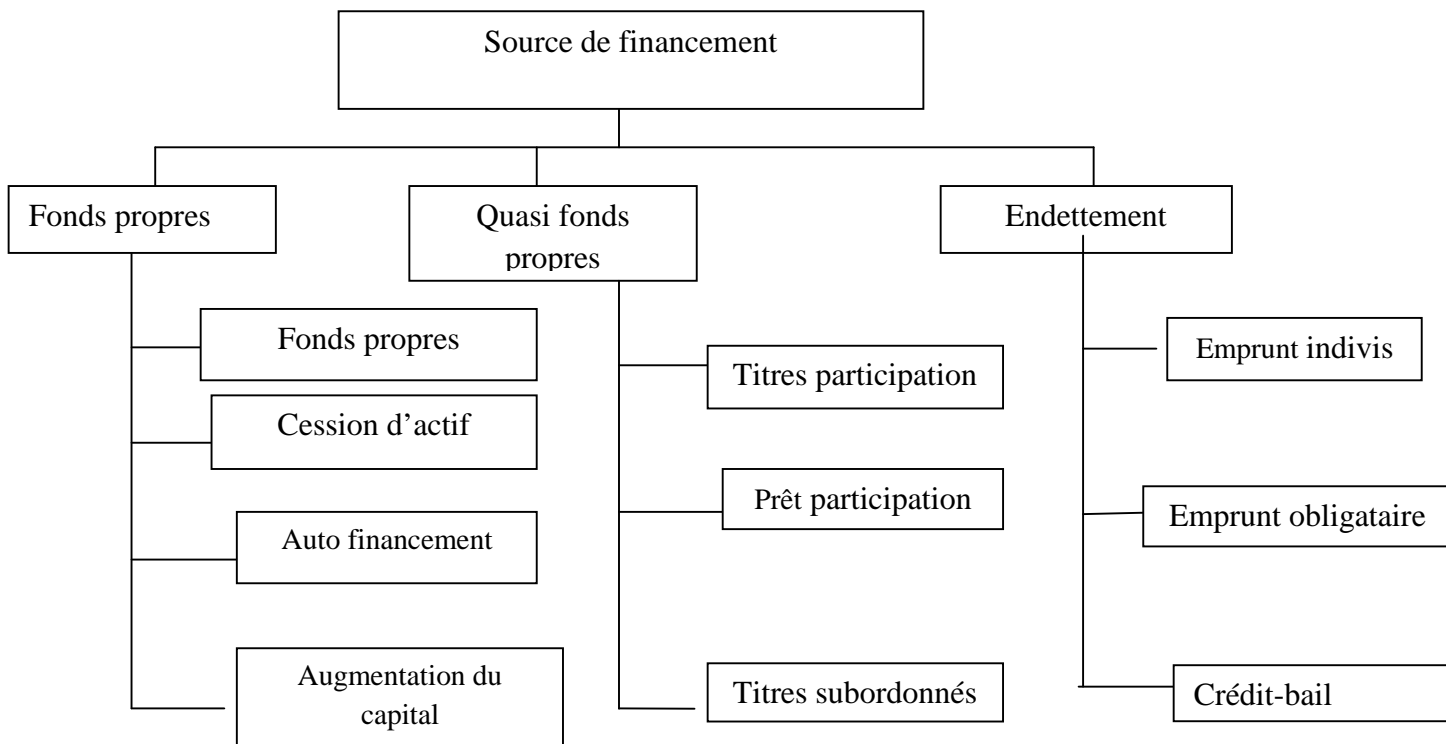 Source de financement
Fonds propres
Quasi fonds
propres
Endettement
Fonds propres
Cession d’actif
Auto financement
Augmentation du
capital
Titres participation
Prêt participation
Titres subordonnés
Emprunt indivis
Emprunt obligataire
Crédit-bail